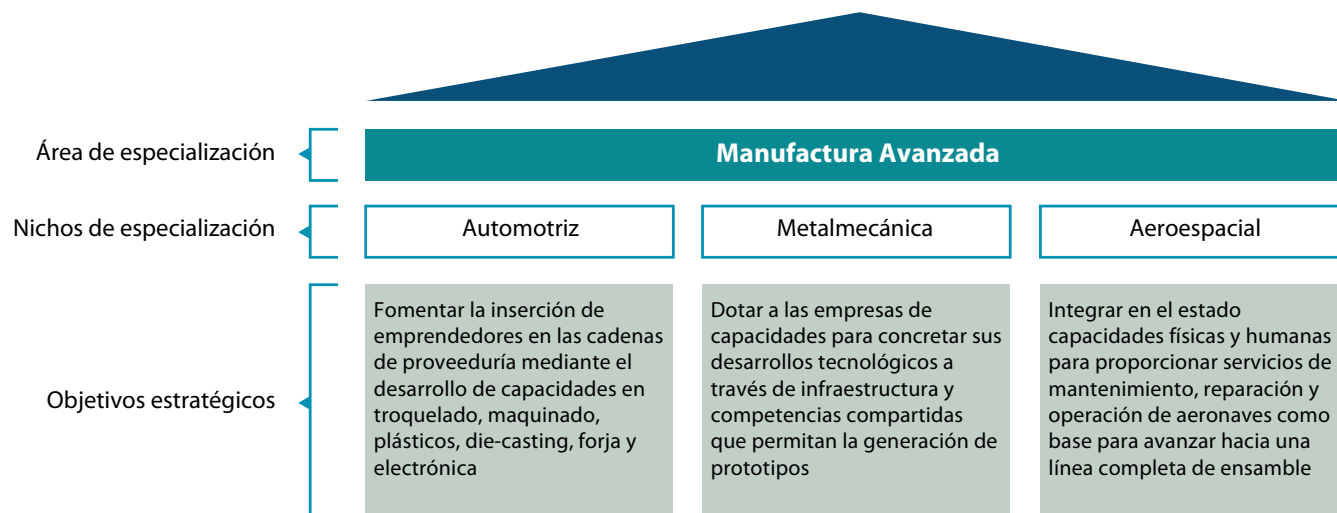 Área de especialización
Manufactura Avanzada
Nichos de especialización
Automotriz
Metalmecánica
Aeroespacial
Objetivos estratégicos
Fomentar la inserción de
emprendedores en las cadenas
de proveeduría mediante el
desarrollo de capacidades en
troquelado, maquinado,
plásticos, die-casting, forja y
electrónica
Dotar a las empresas de
capacidades para concretar sus
desarrollos tecnológicos a
través de infraestructura y
competencias compartidas
que permitan la generación de
prototipos
Integrar en el estado
capacidades físicas y humanas
para proporcionar servicios de
mantenimiento, reparación y
operación de aeronaves como
base para avanzar hacia una
línea completa de ensamble